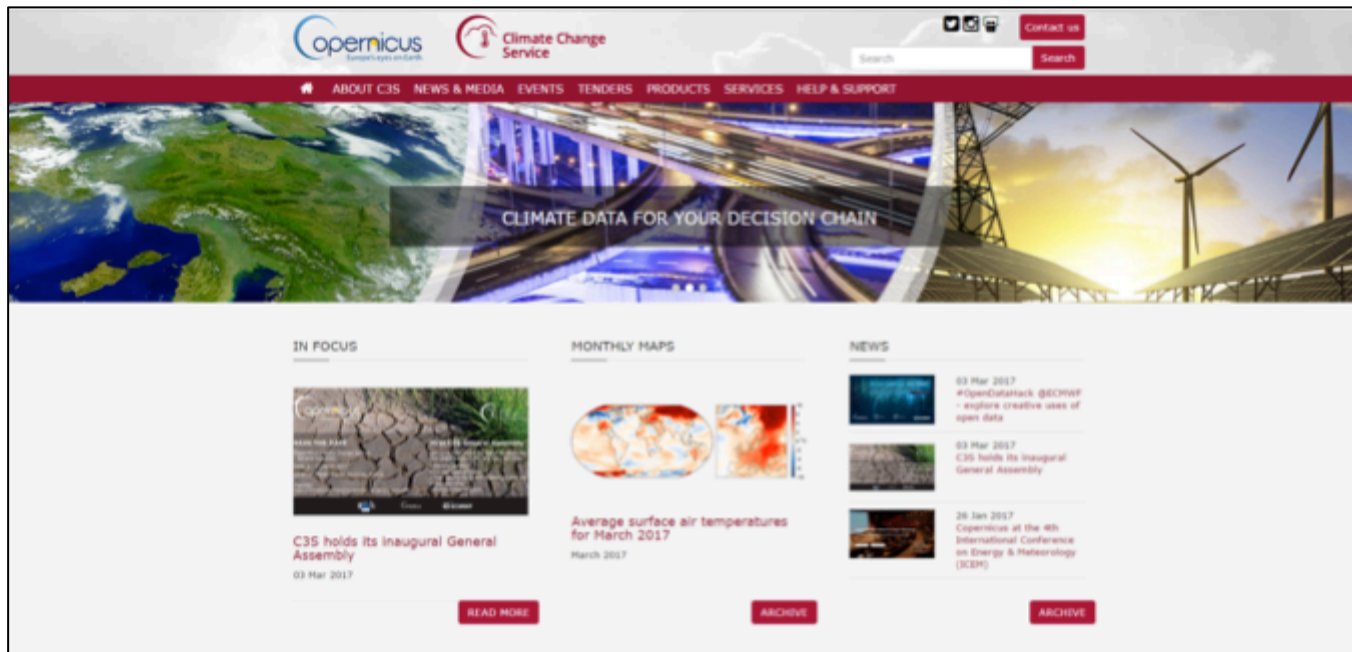 Copernicus
Europe's eyes on Earth
Climate Change
Service
Contact us
Search
Search
ABOUT C3S NEWS & MEDIA EVENTS TENDERS PRODUCTS SERVICES HELP & SUPPORT
CLIMATE DATA FOR YOUR DECISION CHAIN
IN FOCUS
Copernicus
C3S holds its inaugural General
Assembly
03 Mar 2017
READ MORE
MONTHLY MAPS
Average surface air temperatures
for March 2017
March 2017
ARCHIVE
NEWS
03 Mar 2017
#OpenDataHack @ECMWF
- explore creative uses of
open data
03 Mar 2017
C3S holds its inaugural
General Assembly
26 Jan 2017
Copernicus at the 4th
International Conference
on Energy & Meteorology
(ICEM)
ARCHIVE